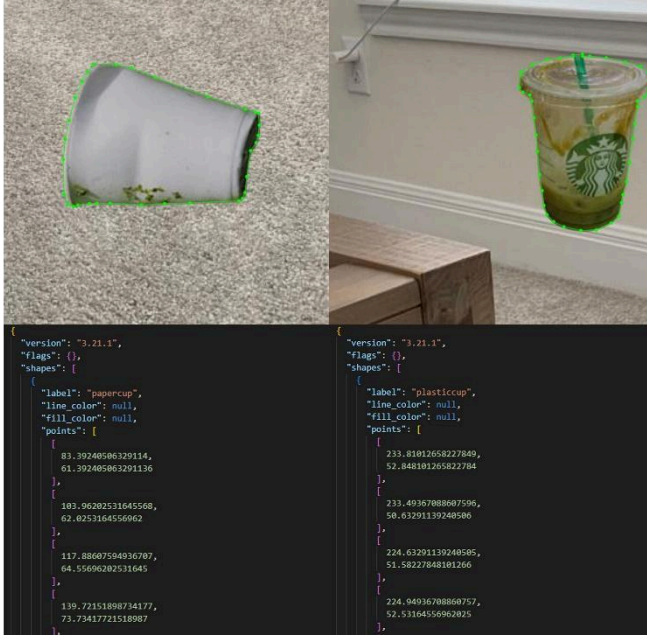 {
"version": "3.21.1",
"flags": {},
"shapes": [
{
"label": "papercup",
"line_color": null,
"fill_color": null,
"points": [
[
83.39240506329114,
61.392405063291136
],
[
103.96202531645568,
62.0253164556962
],
[
117.88607594936707,
64.55696202531645
],
[
139.72151898734177,
73.73417721518987
],
{
"version": "3.21.1",
"flags": {},
"shapes": [
{
"label": "plasticcup",
"line_color": null,
"fill_color": null,
"points": [
[
233.81012658227849,
52.848101265822784
],
[
233.49367088607596,
50.63291139240506
],
[
224.63291139240505,
51.58227848101266
],
[
224.94936708860757,
52.53164556962025
],